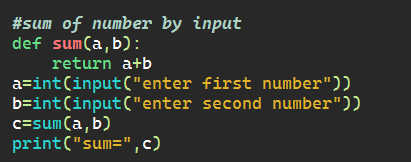 #sum of number by input
def sum(a,b):
    return a+b
a=int(input("enter first number"))
b=int(input("enter second number"))
c=sum(a,b)
print("sum=",c)